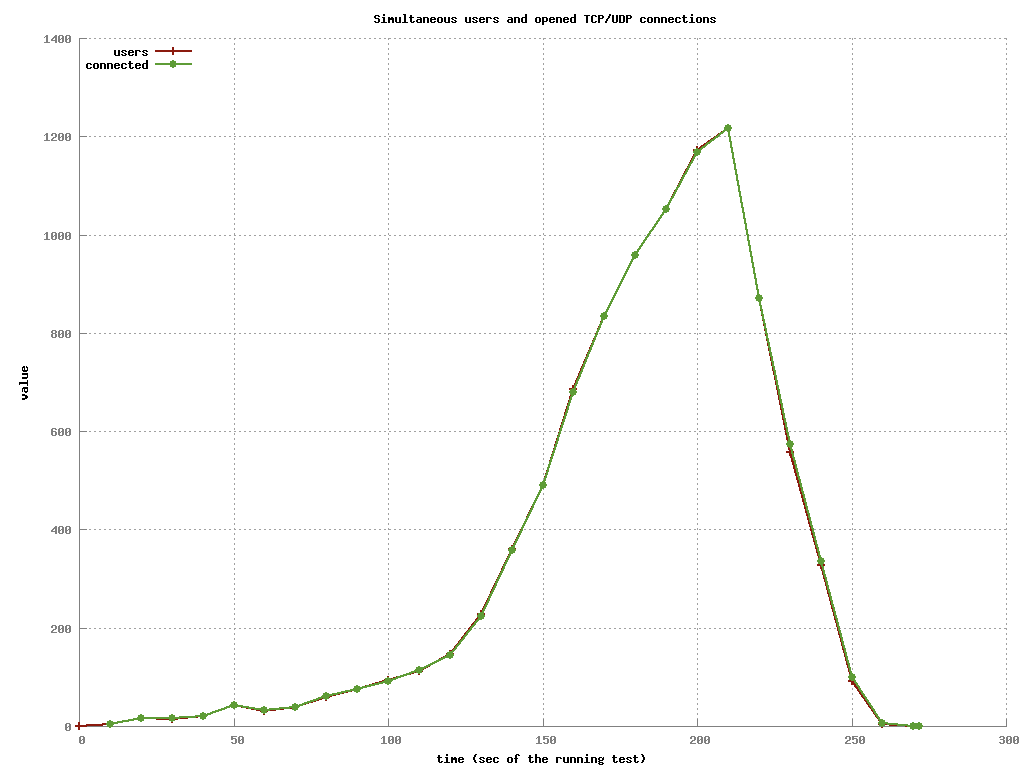 Simultaneous users and opened TCP/UDP connections
1400
users
connected
1200
1000
800
value
600
400
200
0
0 50 100 150 200 250 300
time (sec of the running test)